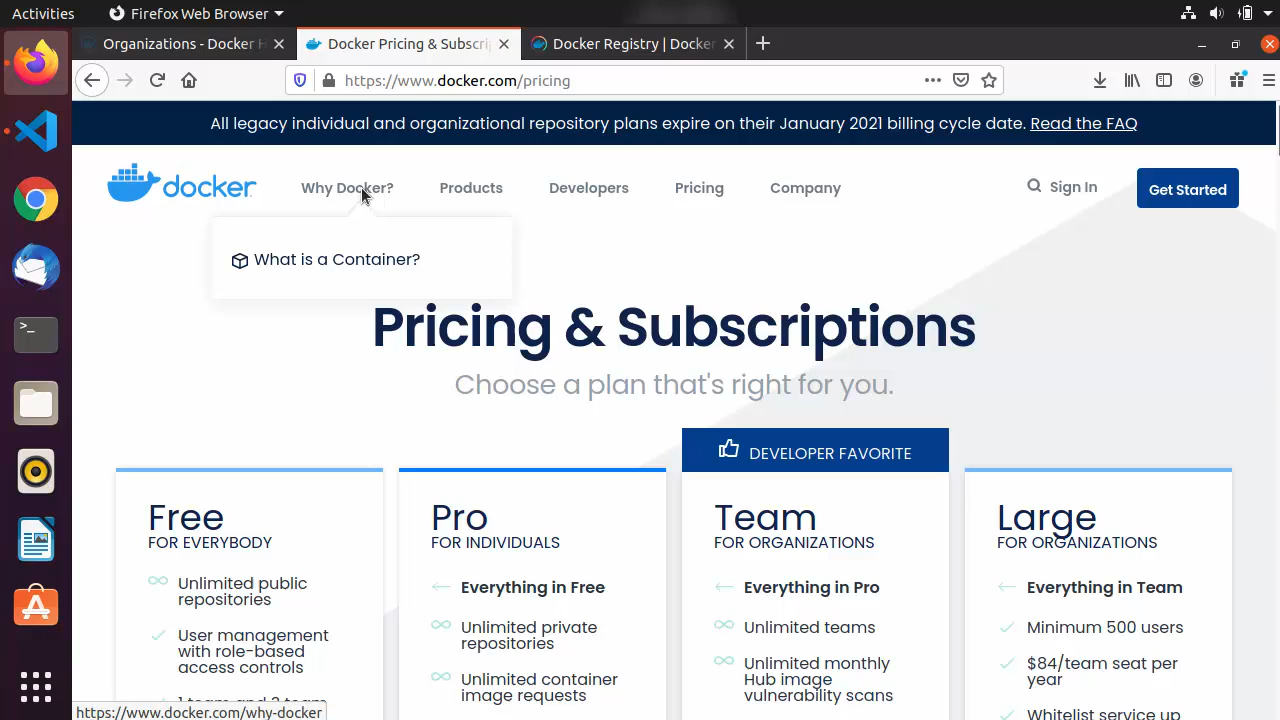 Activities
Firefox Web Browser
Organizations - Docker H
Docker Pricing & Subscri
Docker Registry | Docker
https://www.docker.com/pricing
All legacy individual and organizational repository plans expire on their January 2021 billing cycle date. Read the FAQ
docker
Why Docker?
Products
Developers
Pricing
Company
Sign In
Get Started
What is a Container?
Pricing & Subscriptions
Choose a plan that's right for you.
DEVELOPER FAVORITE
Free
FOR EVERYBODY
Unlimited public
repositories
User management
with role-based
access controls
Pro
FOR INDIVIDUALS
Everything in Free
Unlimited private
repositories
Unlimited container
image requests
Team
FOR ORGANIZATIONS
Everything in Pro
Unlimited teams
Unlimited monthly
Hub image
vulnerability scans
Large
FOR ORGANIZATIONS
Everything in Team
Minimum 500 users
$84/team seat per
year
Whitelist service up
https://www.docker.com/why-docker